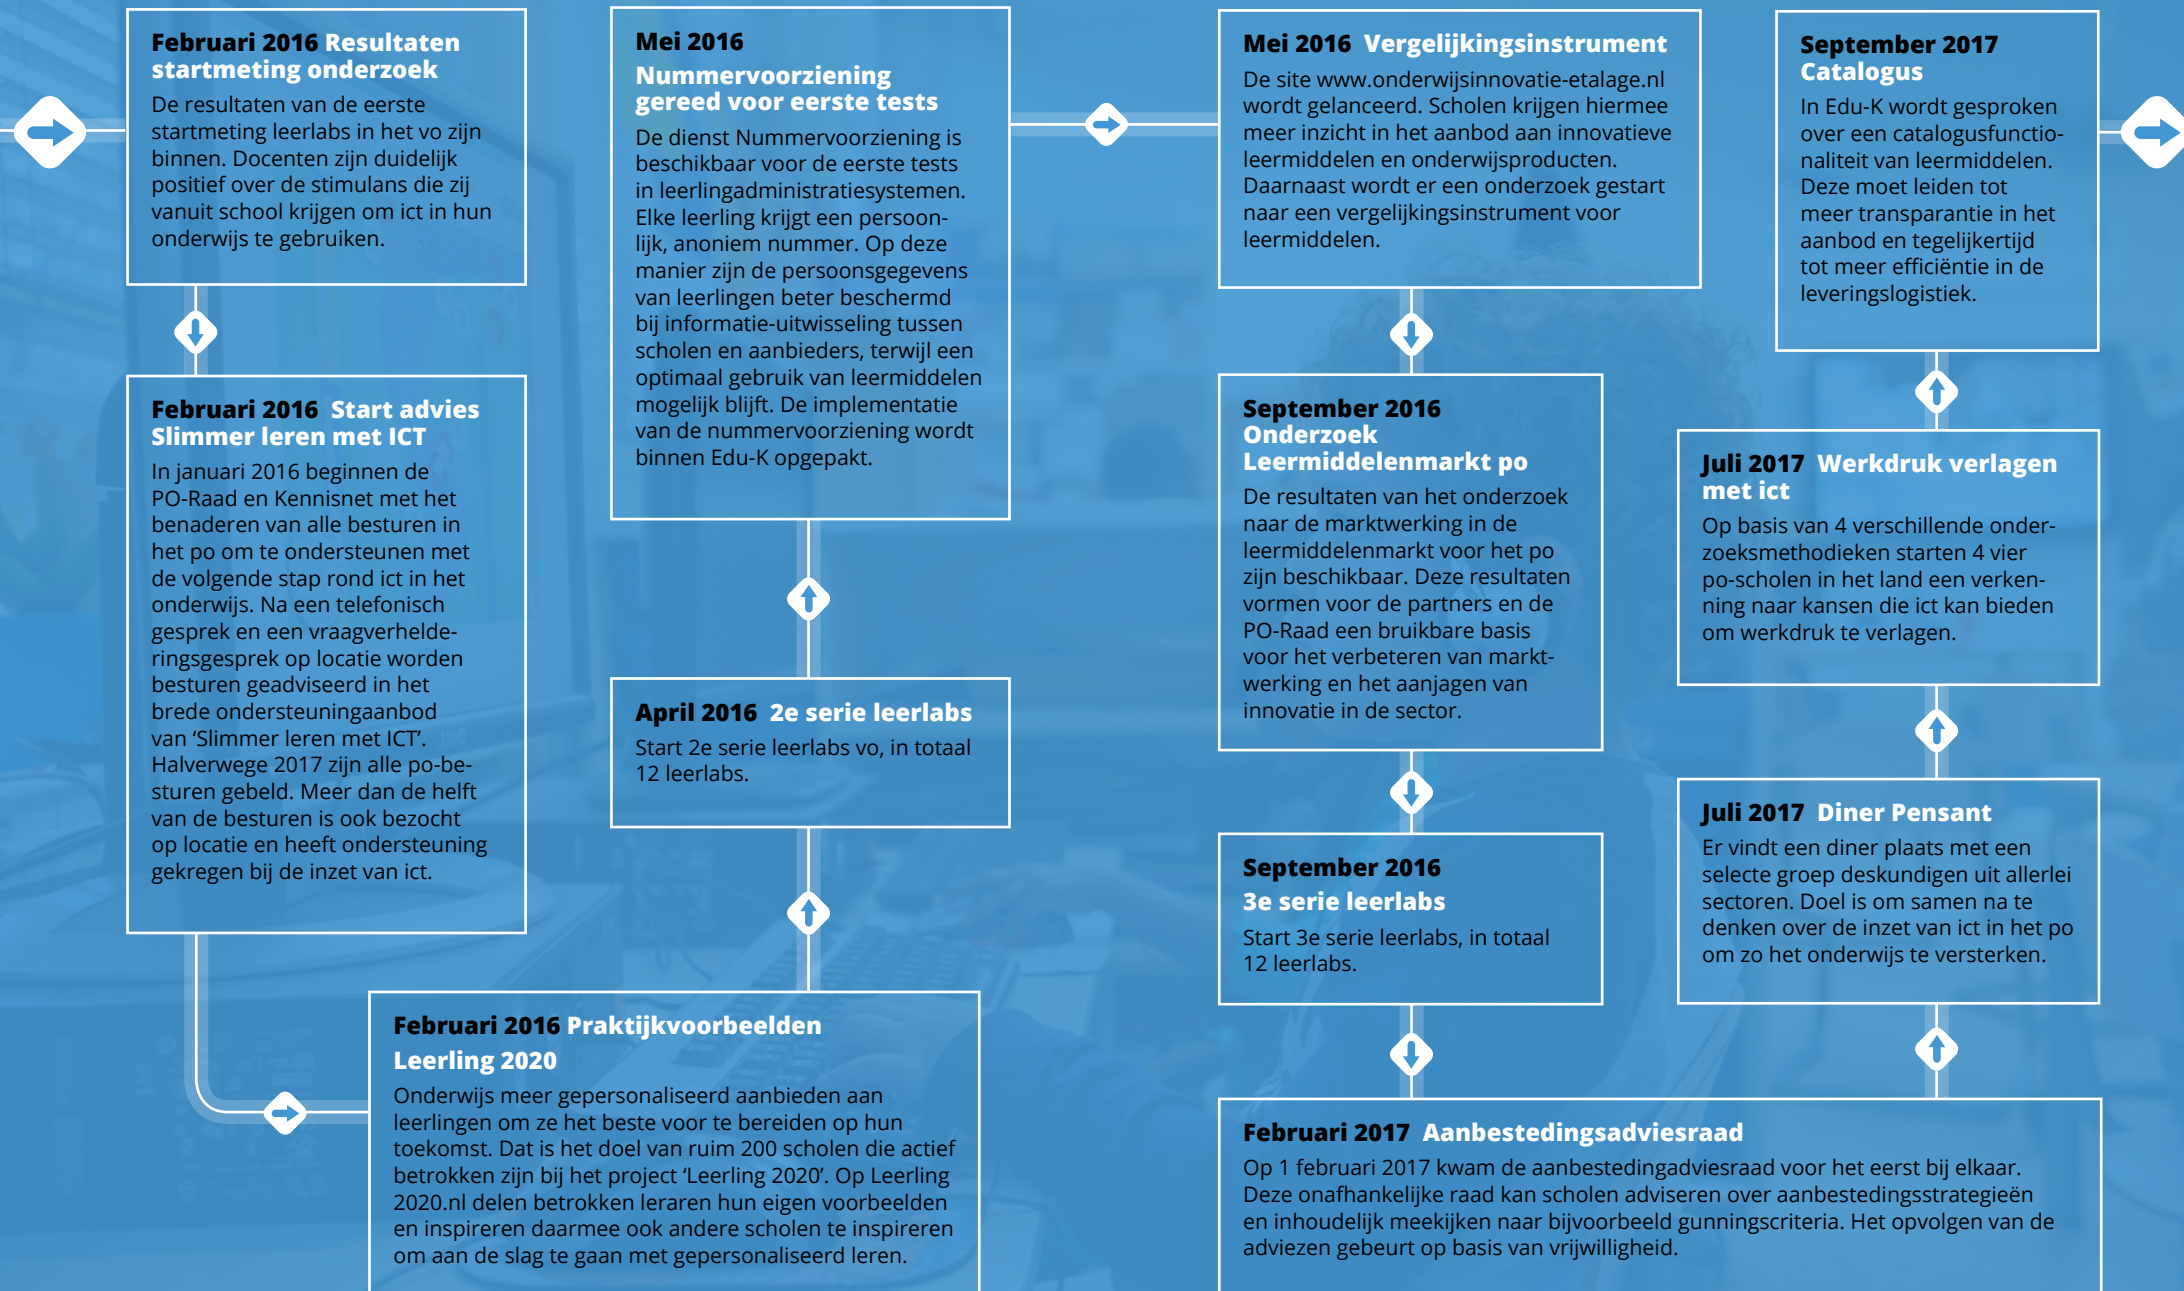 Februari 2016 Resultaten
startmeting onderzoek
De resultaten van de eerste
startmeting leerlabs in het vo zijn
binnen. Docenten zijn duidelijk
positief over de stimulans die zij
vanuit school krijgen om ict in hun
onderwijs te gebruiken.
Februari 2016 Start advies
Slimmer leren met ICT
In januari 2016 beginnen de
PO-Raad en Kennisnet met het
benaderen van alle besturen in
het po om te ondersteunen met
de volgende stap rond ict in het
onderwijs. Na een telefonisch
gesprek en een vraagverhelde-
ringsgesprek op locatie worden
besturen geadviseerd in het
brede ondersteuningaanbod
van ‘Slimmer leren met ICT’.
Halverwege 2017 zijn alle po-be-
sturen gebeld. Meer dan de helft
van de besturen is ook bezocht
op locatie en heeft ondersteuning
gekregen bij de inzet van ict.
Februari 2016 Praktijkvoorbeelden
Leerling 2020
Onderwijs meer gepersonaliseerd aanbieden aan
leerlingen om ze het beste voor te bereiden op hun
toekomst. Dat is het doel van ruim 200 scholen die actief
betrokken zijn bij het project ‘Leerling 2020’. Op Leerling
2020.nl delen betrokken leraren hun eigen voorbeelden
en inspireren daarmee ook andere scholen te inspireren
om aan de slag te gaan met gepersonaliseerd leren.
April 2016 2e serie leerlabs
Start 2e serie leerlabs vo, in totaal
12 leerlabs.
Mei 2016
Nummervoorziening
gereed voor eerste tests
De dienst Nummervoorziening is
beschikbaar voor de eerste tests
in leerlingadministratiesystemen.
Elke leerling krijgt een persoon-
lijk, anoniem nummer. Op deze
manier zijn de persoonsgegevens
van leerlingen beter beschermd
bij informatie-uitwisseling tussen
scholen en aanbieders, terwijl een
optimaal gebruik van leermiddelen
mogelijk blijft. De implementatie
van de nummervoorziening wordt
binnen Edu-K opgepakt.
Mei 2016 Vergelijkingsinstrument
De site www.onderwijsinnovatie-etalage.nl
wordt gelanceerd. Scholen krijgen hiermee
meer inzicht in het aanbod aan innovatieve
leermiddelen en onderwijsproducten.
Daarnaast wordt er een onderzoek gestart
naar een vergelijkingsinstrument voor
leermiddelen.
September 2016
Onderzoek
Leermiddelenmarkt po
De resultaten van het onderzoek
naar de marktwerking in de
leermiddelenmarkt voor het po
zijn beschikbaar. Deze resultaten
vormen voor de partners en de
PO-Raad een bruikbare basis
voor het verbeteren van markt-
werking en het aanjagen van
innovatie in de sector.
September 2016
3e serie leerlabs
Start 3e serie leerlabs, in totaal
12 leerlabs.
Februari 2017 Aanbestedingsadviesraad
Op 1 februari 2017 kwam de aanbestedingadviesraad voor het eerst bij elkaar.
Deze onafhankelijke raad kan scholen adviseren over aanbestedingsstrategieën
en inhoudelijk meekijken naar bijvoorbeeld gunningscriteria. Het opvolgen van de
adviezen gebeurt op basis van vrijwilligheid.
Juli 2017 Diner Pensant
Er vindt een diner plaats met een
selecte groep deskundigen uit allerlei
sectoren. Doel is om samen na te
denken over de inzet van ict in het po
om zo het onderwijs te versterken.
Juli 2017 Werkdruk verlagen
met ict
Op basis van 4 verschillende onder-
zoeksmethodieken starten 4 vier
po-scholen in het land een verken-
ning naar kansen die ict kan bieden
om werkdruk te verlagen.
September 2017
Catalogus
In Edu-K wordt gesproken
over een catalogusfunctio-
naliteit van leermiddelen.
Deze moet leiden tot
meer transparantie in het
aanbod en tegelijkertijd
tot meer efficiëntie in de
leveringslogistiek.